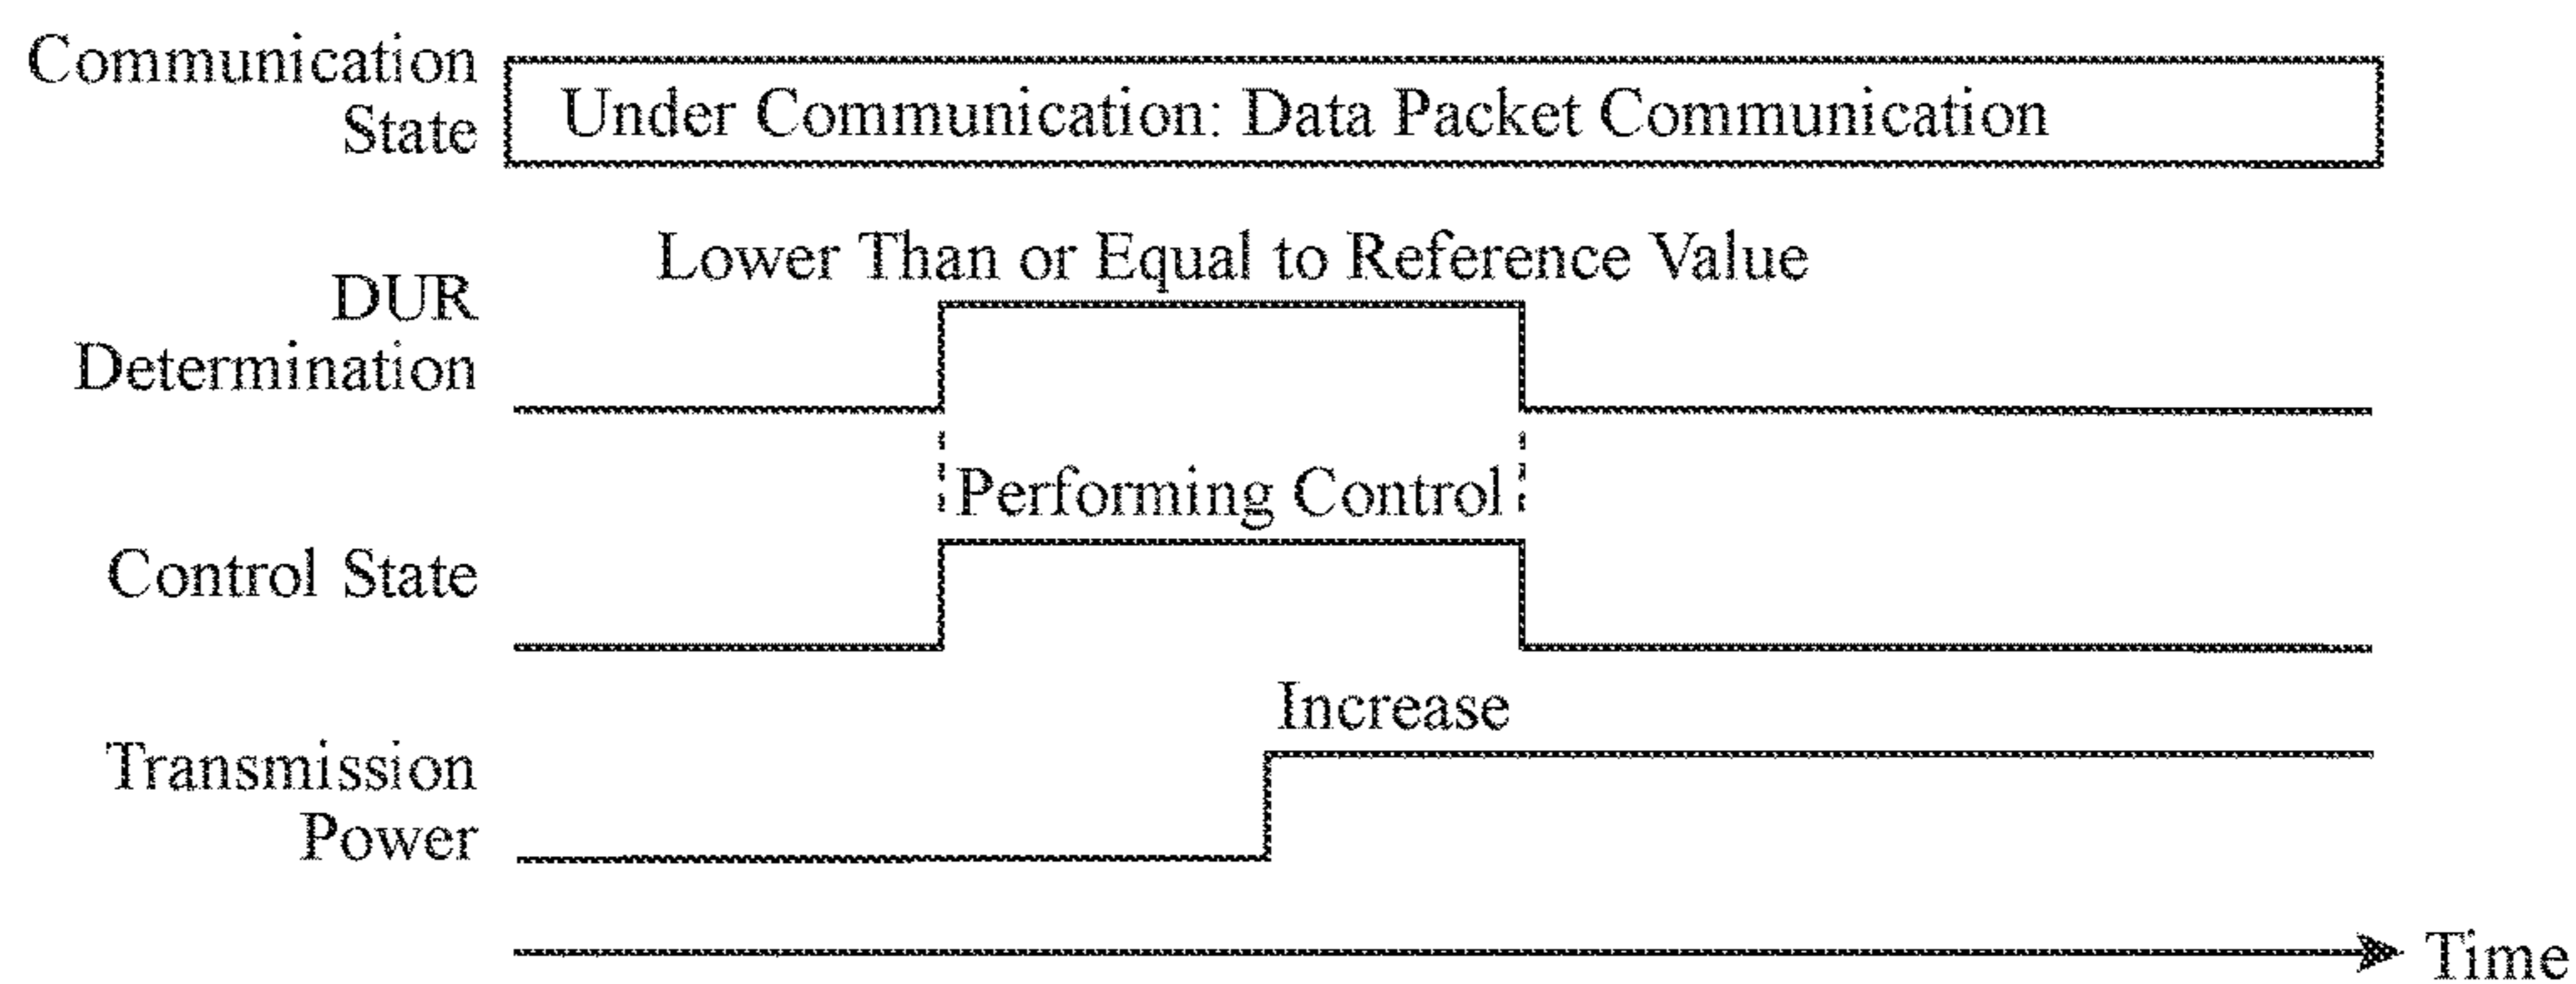 Communication
State
Under Communication: Data Packet Communication
Lower Than or Equal to Reference Value
DUR
Determination
Performing Control
Control State
Increase
Transmission
Power
Time